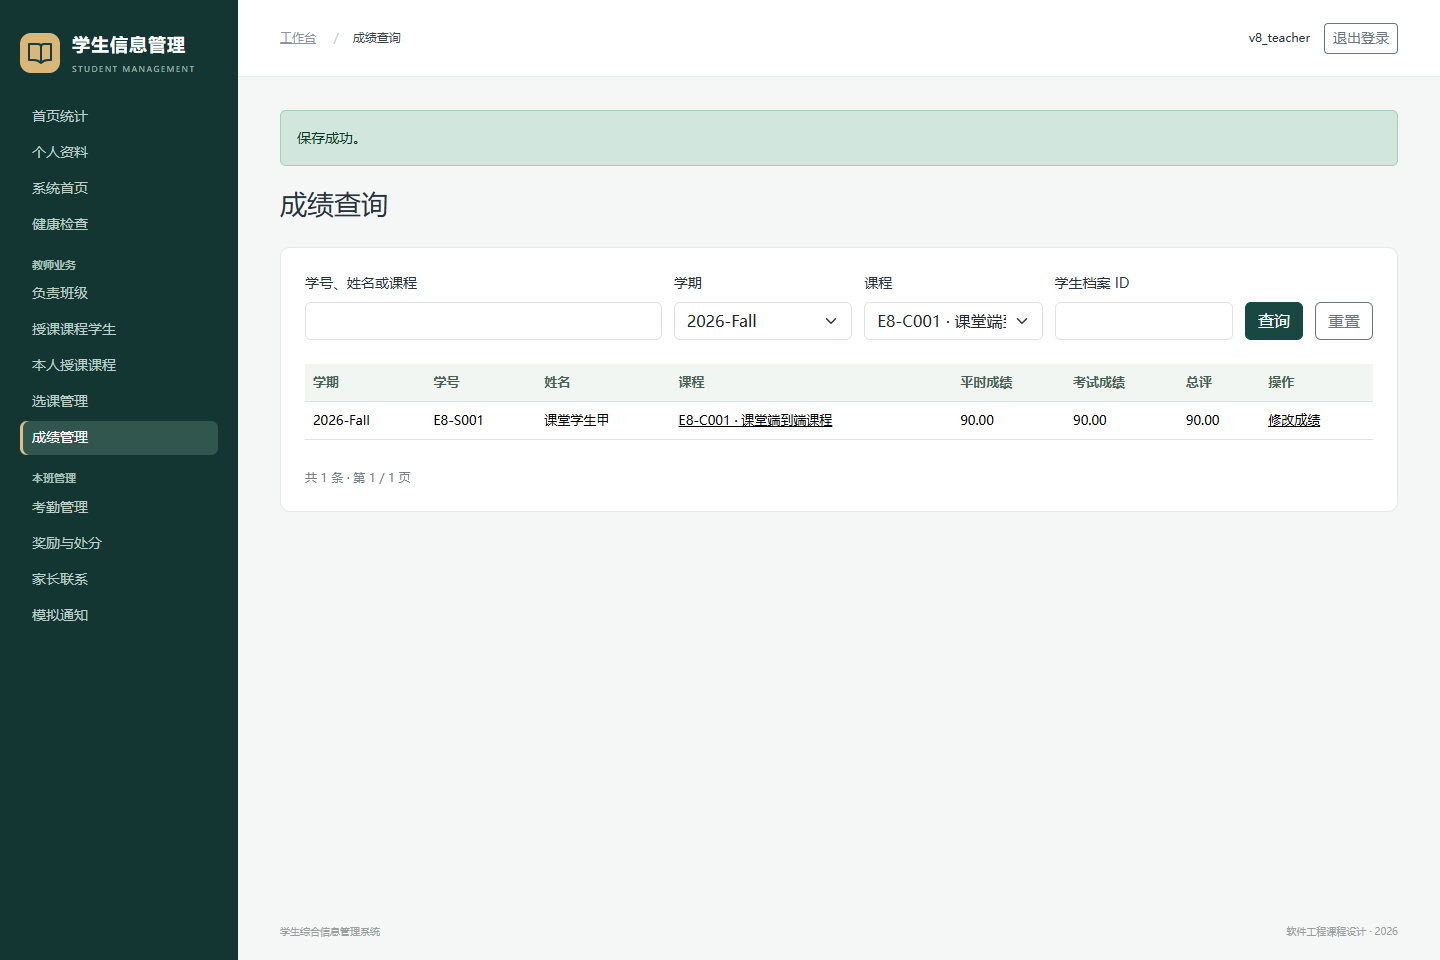 学生信息管理
STUDENT MANAGEMENT
首页统计
个人资料
系统首页
健康检查
教师业务
负责班级
授课课程学生
本人授课课程
选课管理
成绩管理
本班管理
考勤管理
奖励与处分
家长联系
模拟通知
工作台 / 成绩查询
v8_teacher 退出登录
保存成功。
成绩查询
学号、姓名或课程 学期 课程 学生档案 ID
2026-Fall E8-C001 · 课堂端 查询 重置
学期 学号 姓名 课程 平时成绩 考试成绩 总评 操作
2026-Fall E8-S001 课堂学生甲 E8-C001 · 课堂端到端课程 90.00 90.00 90.00 修改成绩
共 1 条 · 第 1 / 1 页
学生综合信息管理系统 软件工程课程设计 · 2026